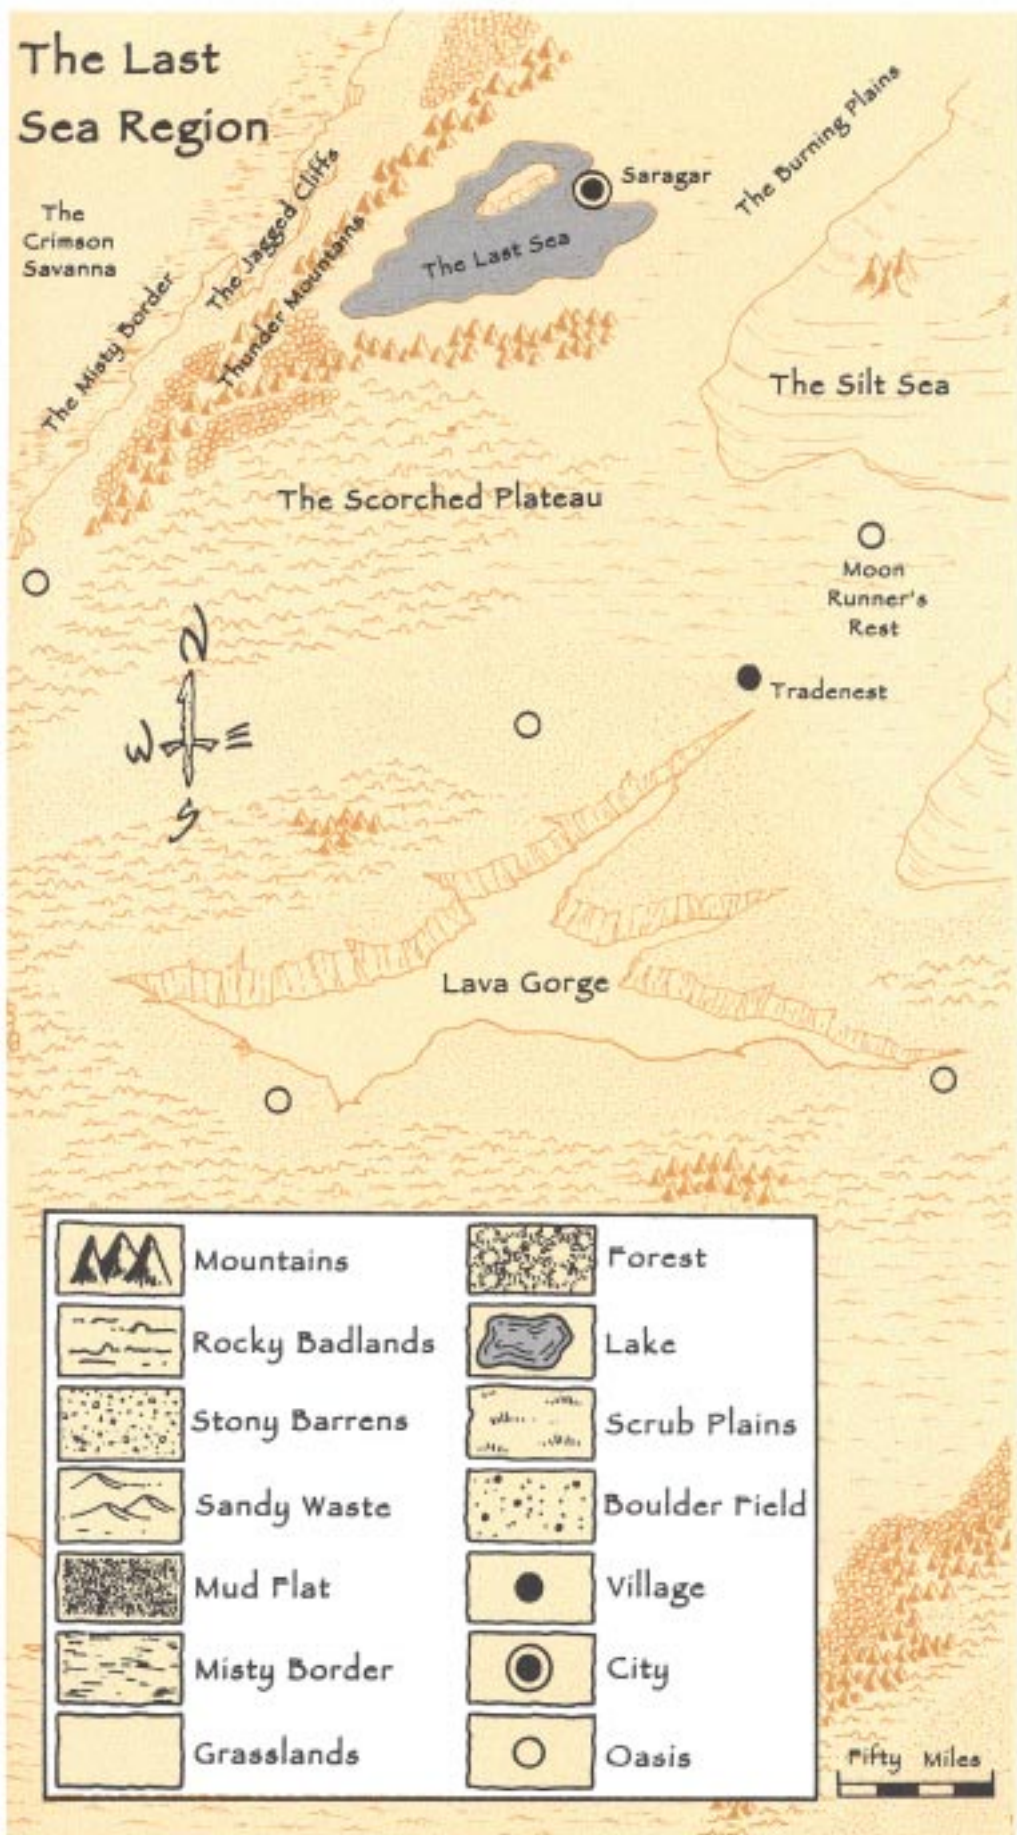 The Last
Sea Region
The Burning Plains
Saragar
The
Crimson
Savanna
The Jagged Cliffs
The Last Sea
Thunder Mountains
The Misty Border
The Silt Sea
The Scorched Plateau
Moon
Runner's
Rest
N
W E
S
Tradenest
Lava Gorge
Mountains
Forest
Rocky Badlands
Lake
Stony Barrens
Scrub Plains
Sandy Waste
Boulder Field
Mud Flat
Village
Misty Border
City
Grasslands
Oasis
Fifty Miles